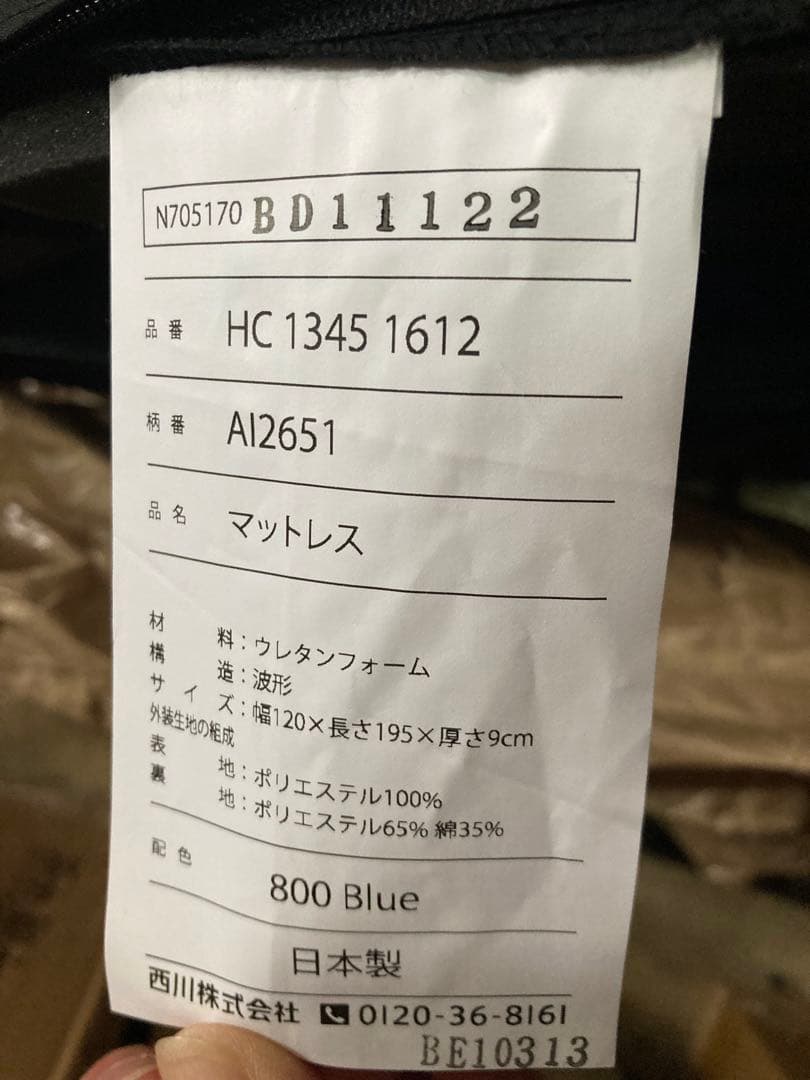 N705170 BD11122
品番 HC 1345 1612
柄番 AI2651
品名 マットレス
材料:ウレタンフォーム
構造:波形
サイズ:幅120×長さ195×厚さ9cm
外装生地の組成
表地:ポリエステル100%
裏地:ポリエステル65% 綿35%
配色
800 Blue
日本製
西川株式会社 0120-36-8161
BE10313